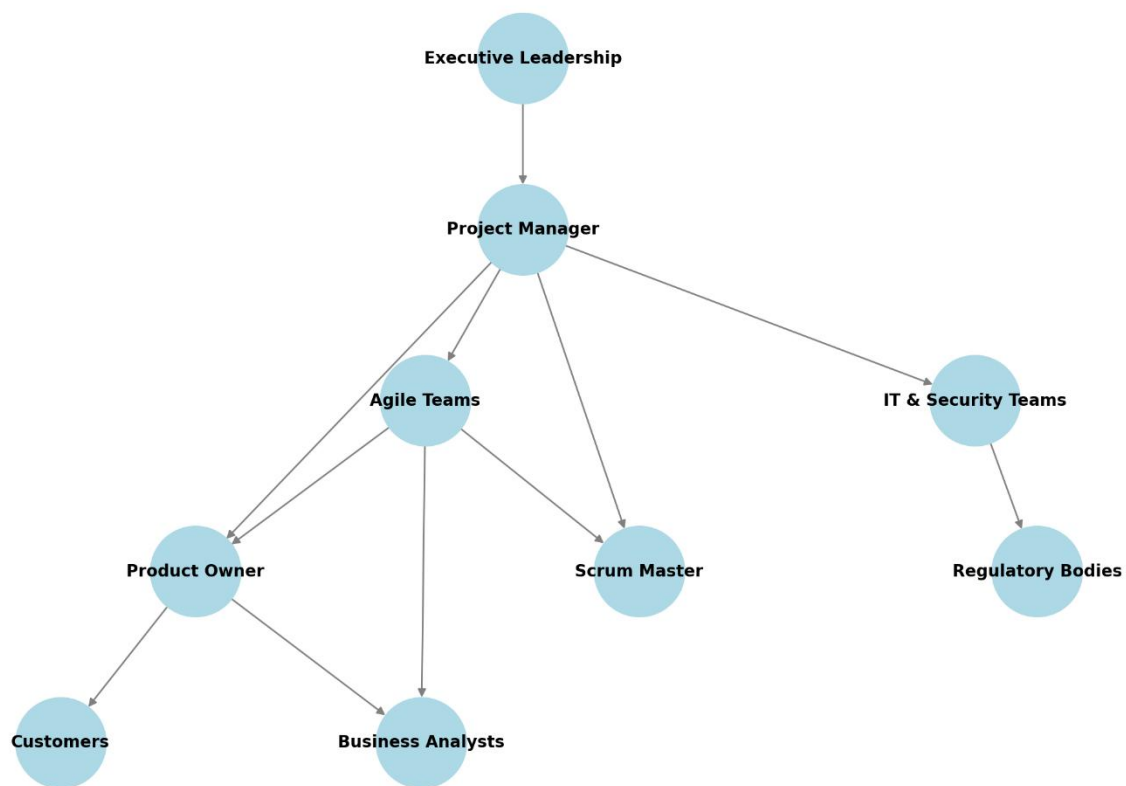 Executive Leadership
Project Manager
Agile Teams
IT & Security Teams
Product Owner
Scrum Master
Regulatory Bodies
Customers
Business Analysts